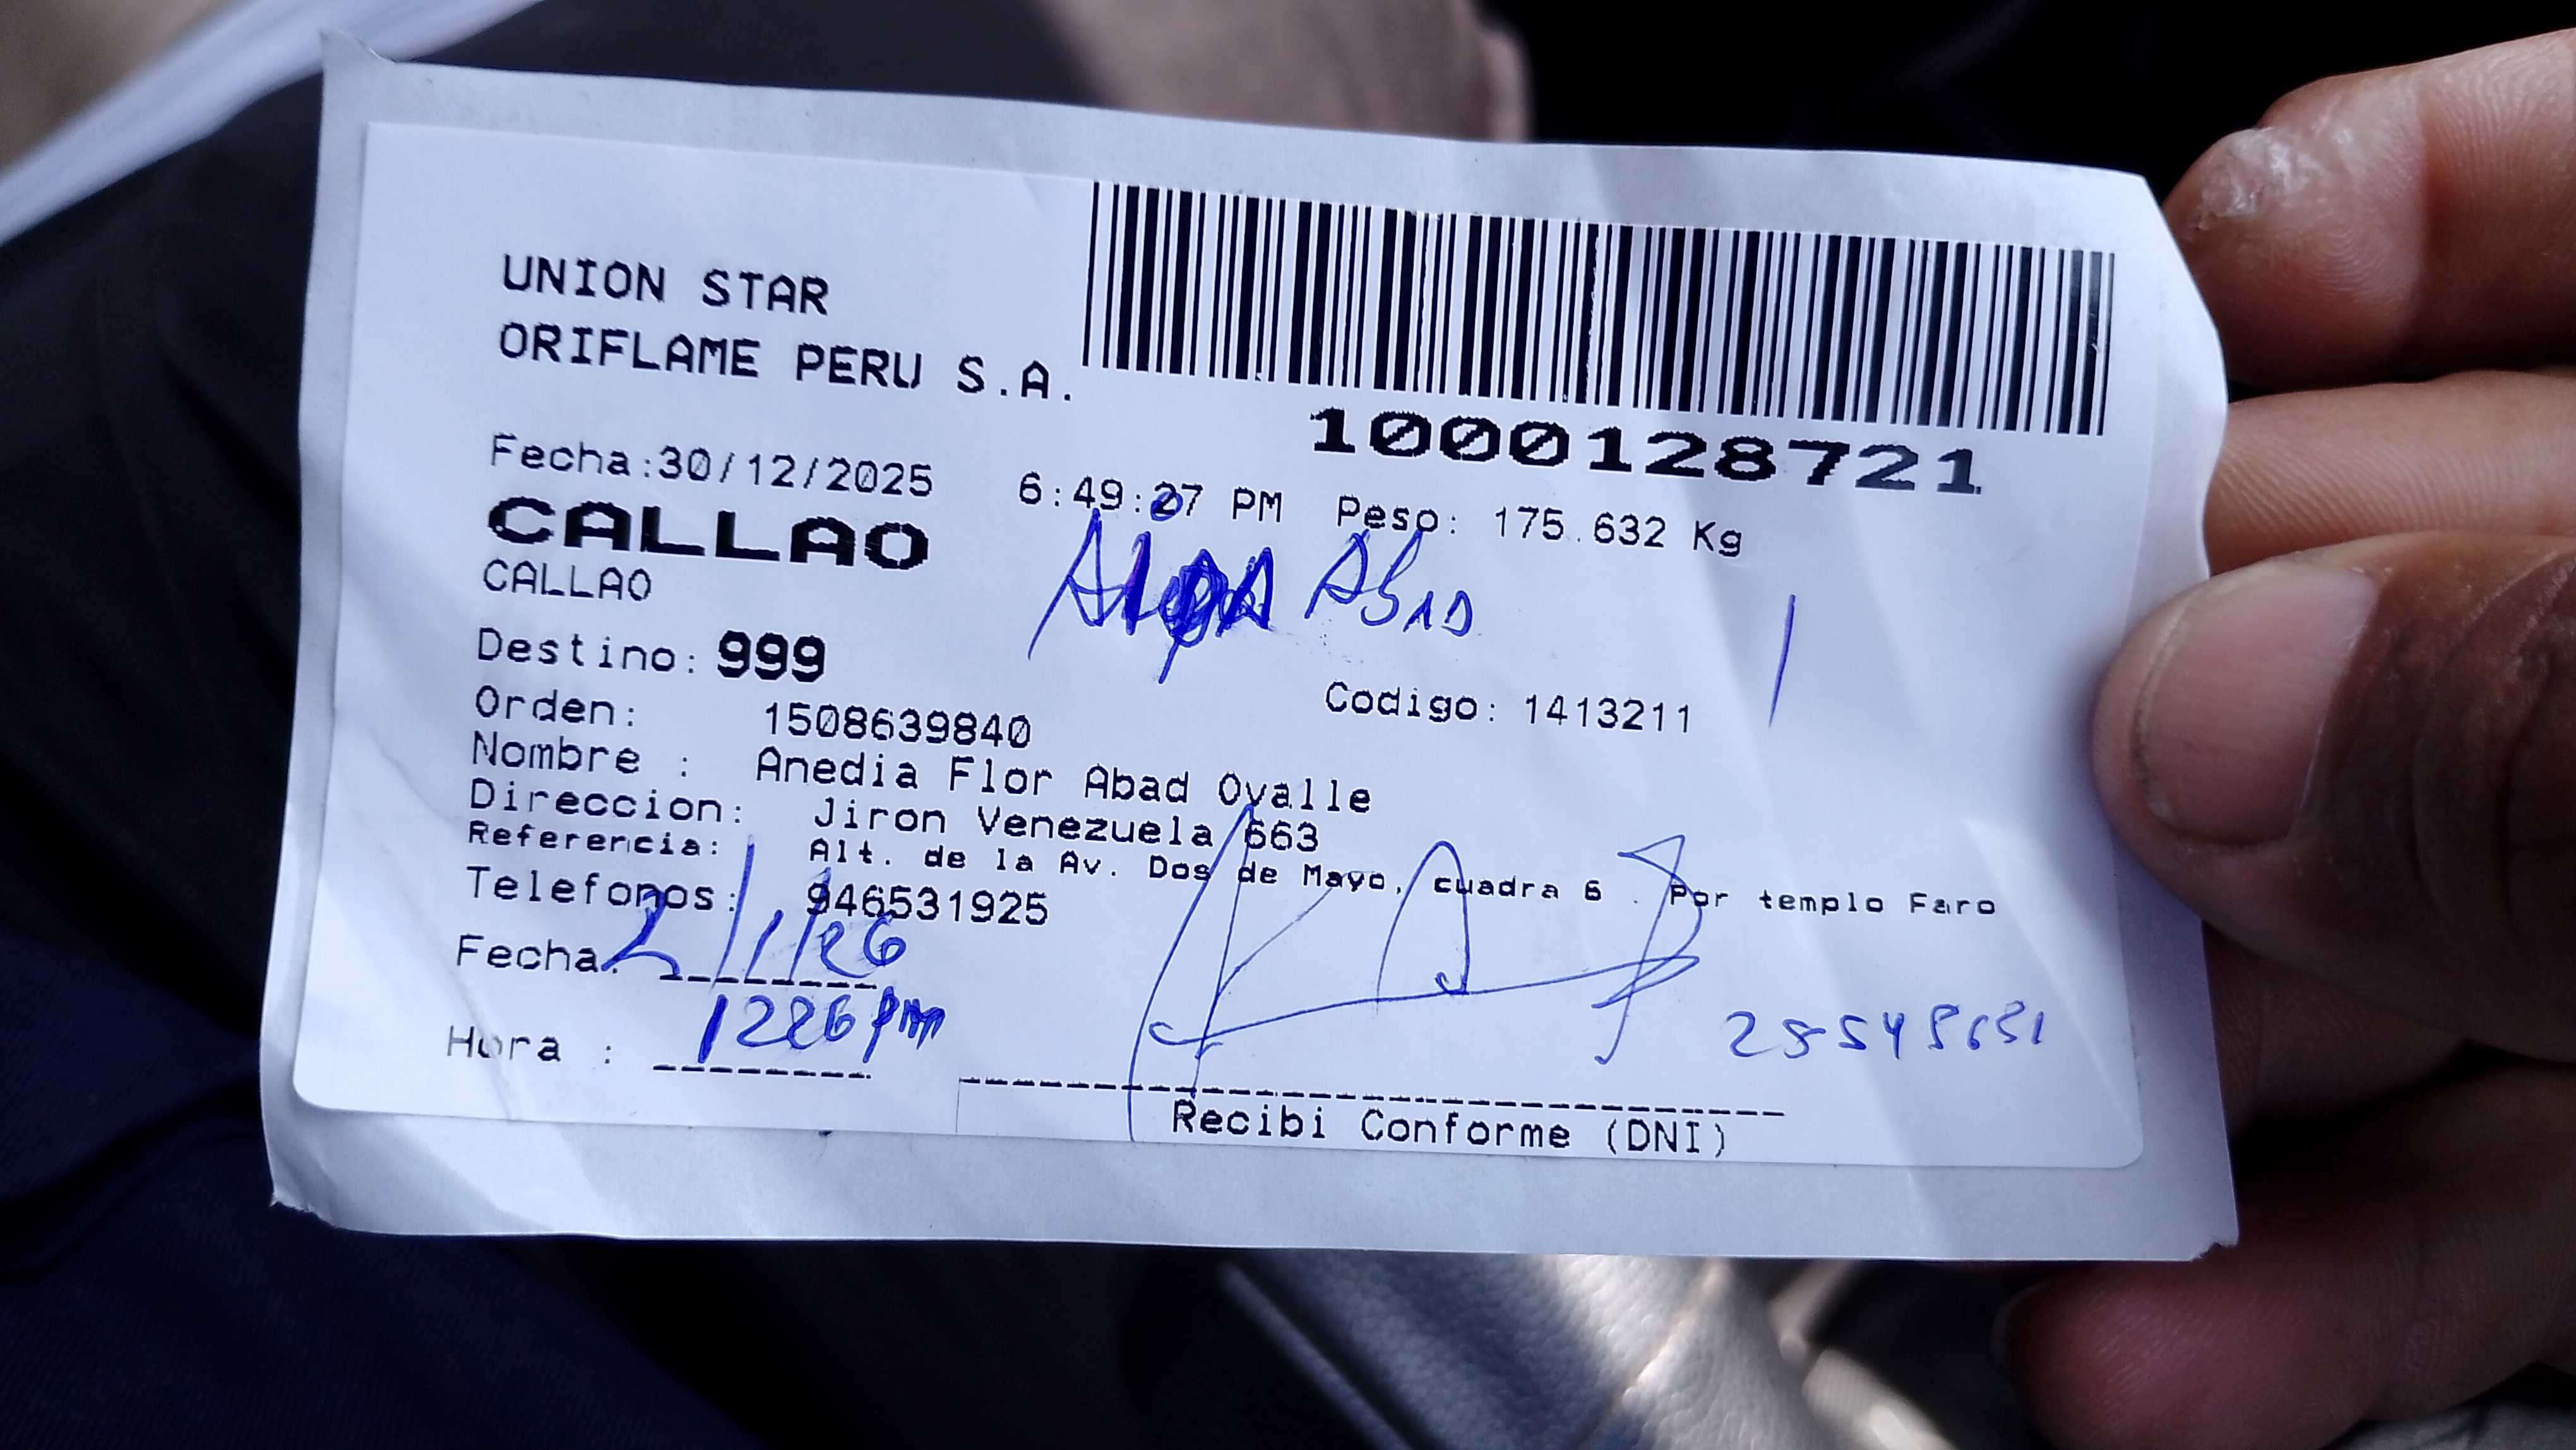 UNION STAR
ORIFLAME PERU S.A.
1000128721
Fecha:30/12/2025 6:49:27 PM Peso: 175.632 Kg
CALLAO
CALLAO
Abad
Destino: 999
Orden: 1508639840 Codigo: 1413211
Nombre : Anedia Flor Abad Ovalle
Direccion: Jiron Venezuela 663
Referencia: Alt. de la Av. Dos de Mayo, cuadra 6 . Por templo Faro
Telefonos: 946531925
Fecha: 2/1/26
Hora : 1226 pm
Recibi Conforme (DNI)